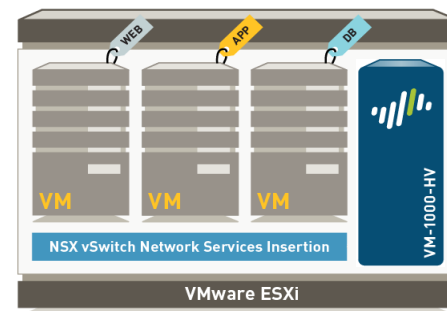 WEB
APP
DB
VM
VM
VM
VM-1000-HV
NSX vSwitch Network Services Insertion
VMware ESXi